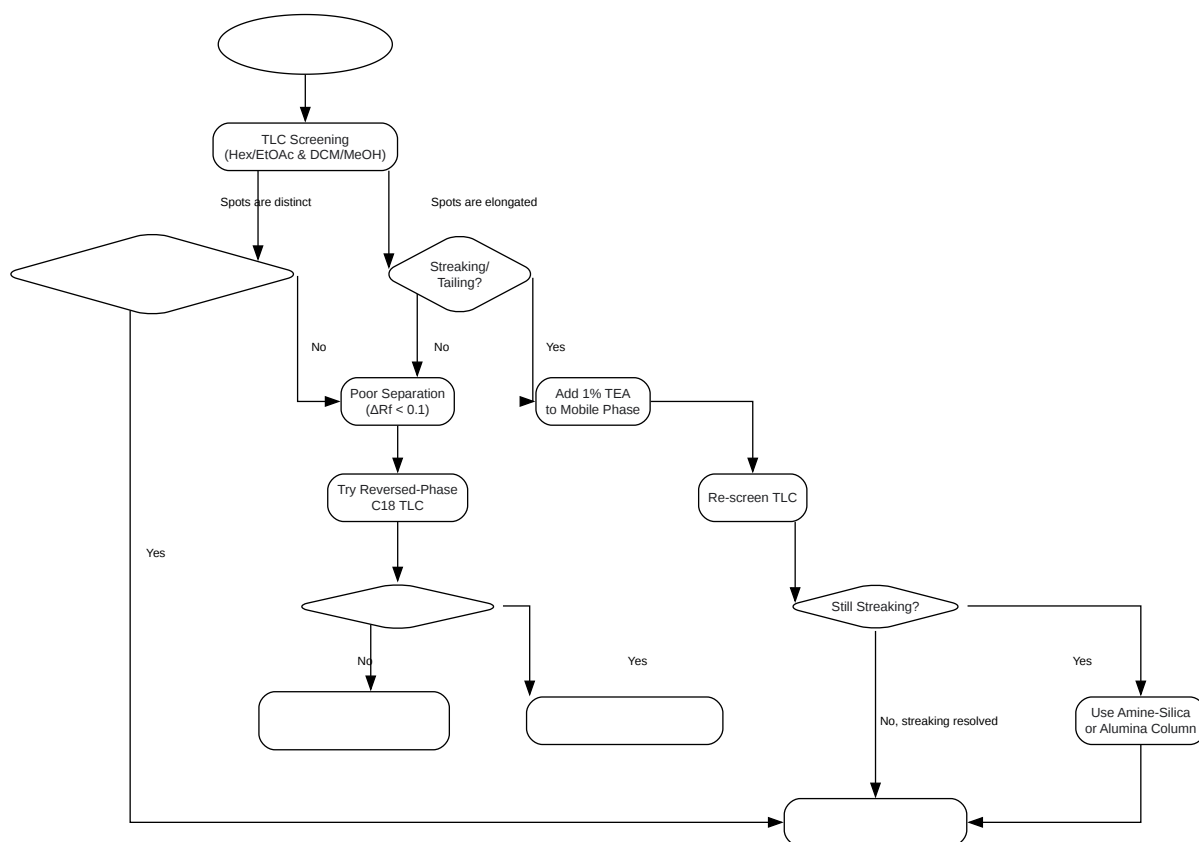 TLC Screening
(Hex/EtOAc & DCM/MeOH)
Spots are distinct
Spots are elongated
Streaking/
Tailing?
No
No
Yes
Poor Separation
(ΔRf < 0.1)
Add 1% TEA
to Mobile Phase
Try Reversed-Phase
C18 TLC
Re-screen TLC
Yes
Still Streaking?
No
Yes
Yes
Use Amine-Silica
or Alumina Column
No, streaking resolved